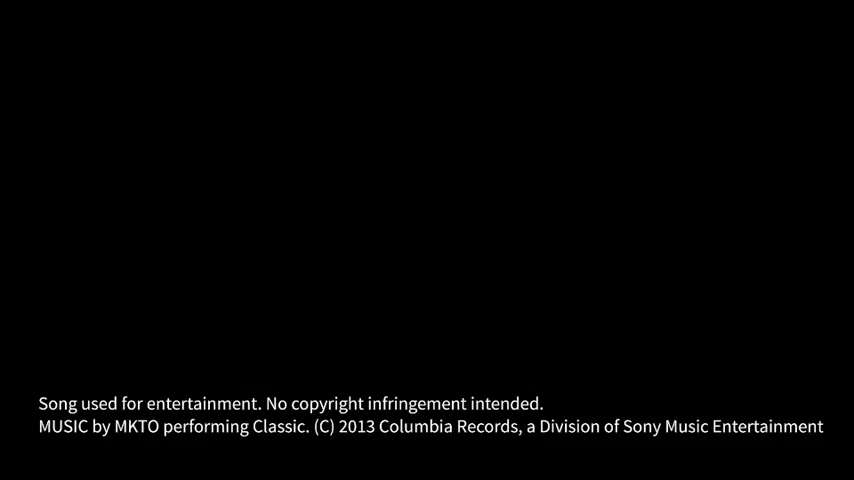 Song used for entertainment. No copyright infringement intended.
MUSIC by MKTO performing Classic. (C) 2013 Columbia Records, a Division of Sony Music Entertainment